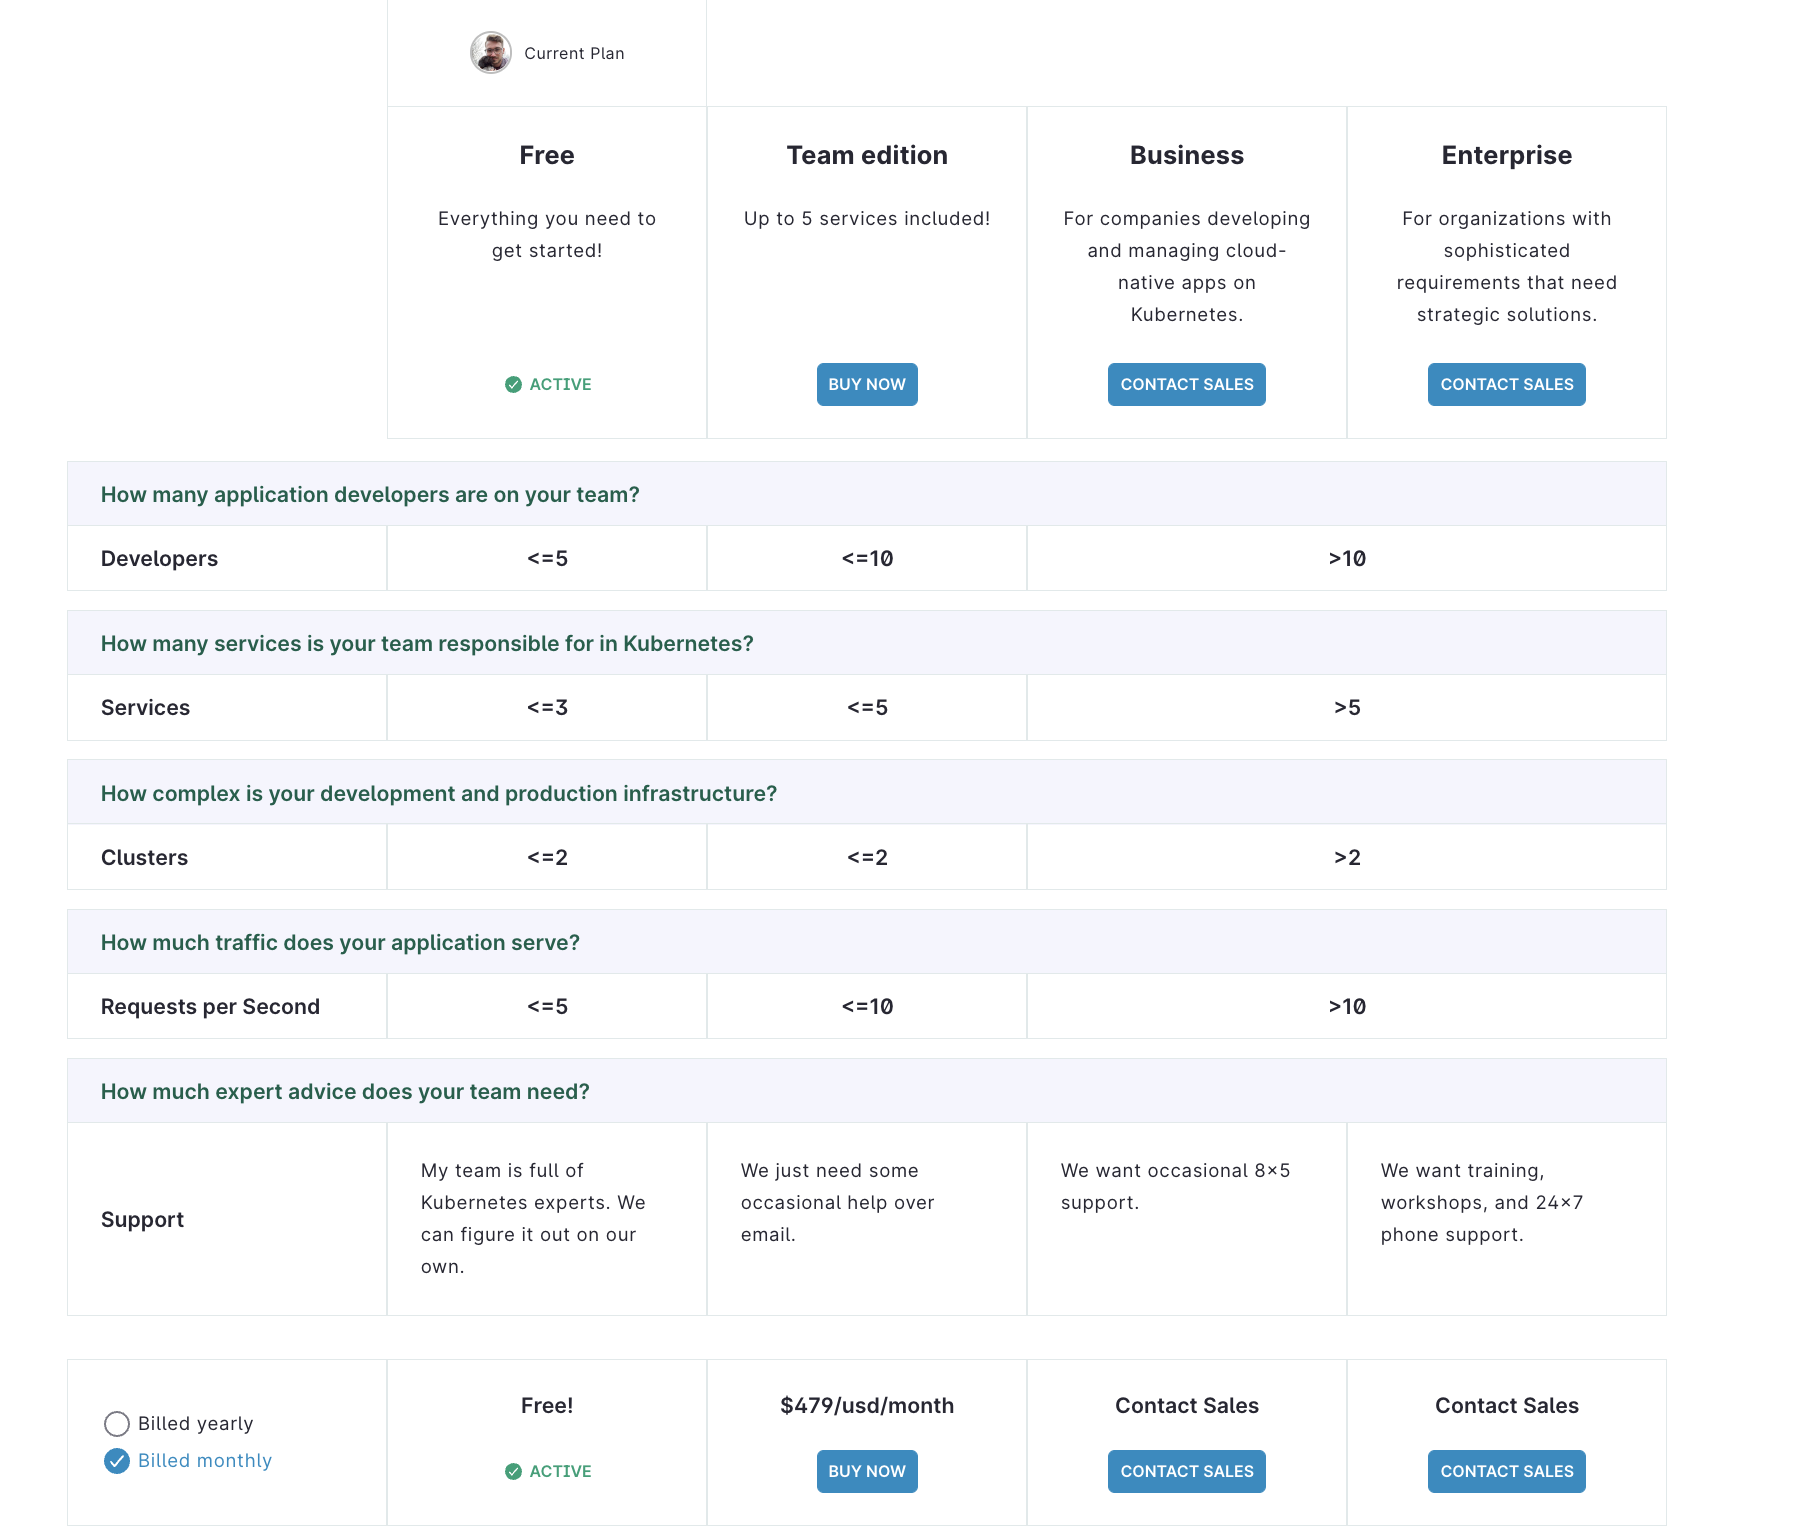 Current Plan
Free
Team edition
Business
Enterprise
Everything you need to
get started!
Up to 5 services included!
For companies developing
and managing cloud-
native apps on
Kubernetes.
For organizations with
sophisticated
requirements that need
strategic solutions.
ACTIVE
BUY NOW
CONTACT SALES
CONTACT SALES
How many application developers are on your team?
Developers
<=5
<=10
>10
How many services is your team responsible for in Kubernetes?
Services
<=3
<=5
>5
How complex is your development and production infrastructure?
Clusters
<=2
<=2
>2
How much traffic does your application serve?
Requests per Second
<=5
<=10
>10
How much expert advice does your team need?
Support
My team is full of
Kubernetes experts. We
can figure it out on our
own.
We just need some
occasional help over
email.
We want occasional 8×5
support.
We want training,
workshops, and 24×7
phone support.
Billed yearly
Billed monthly
Free!
ACTIVE
$479/usd/month
BUY NOW
Contact Sales
CONTACT SALES
Contact Sales
CONTACT SALES